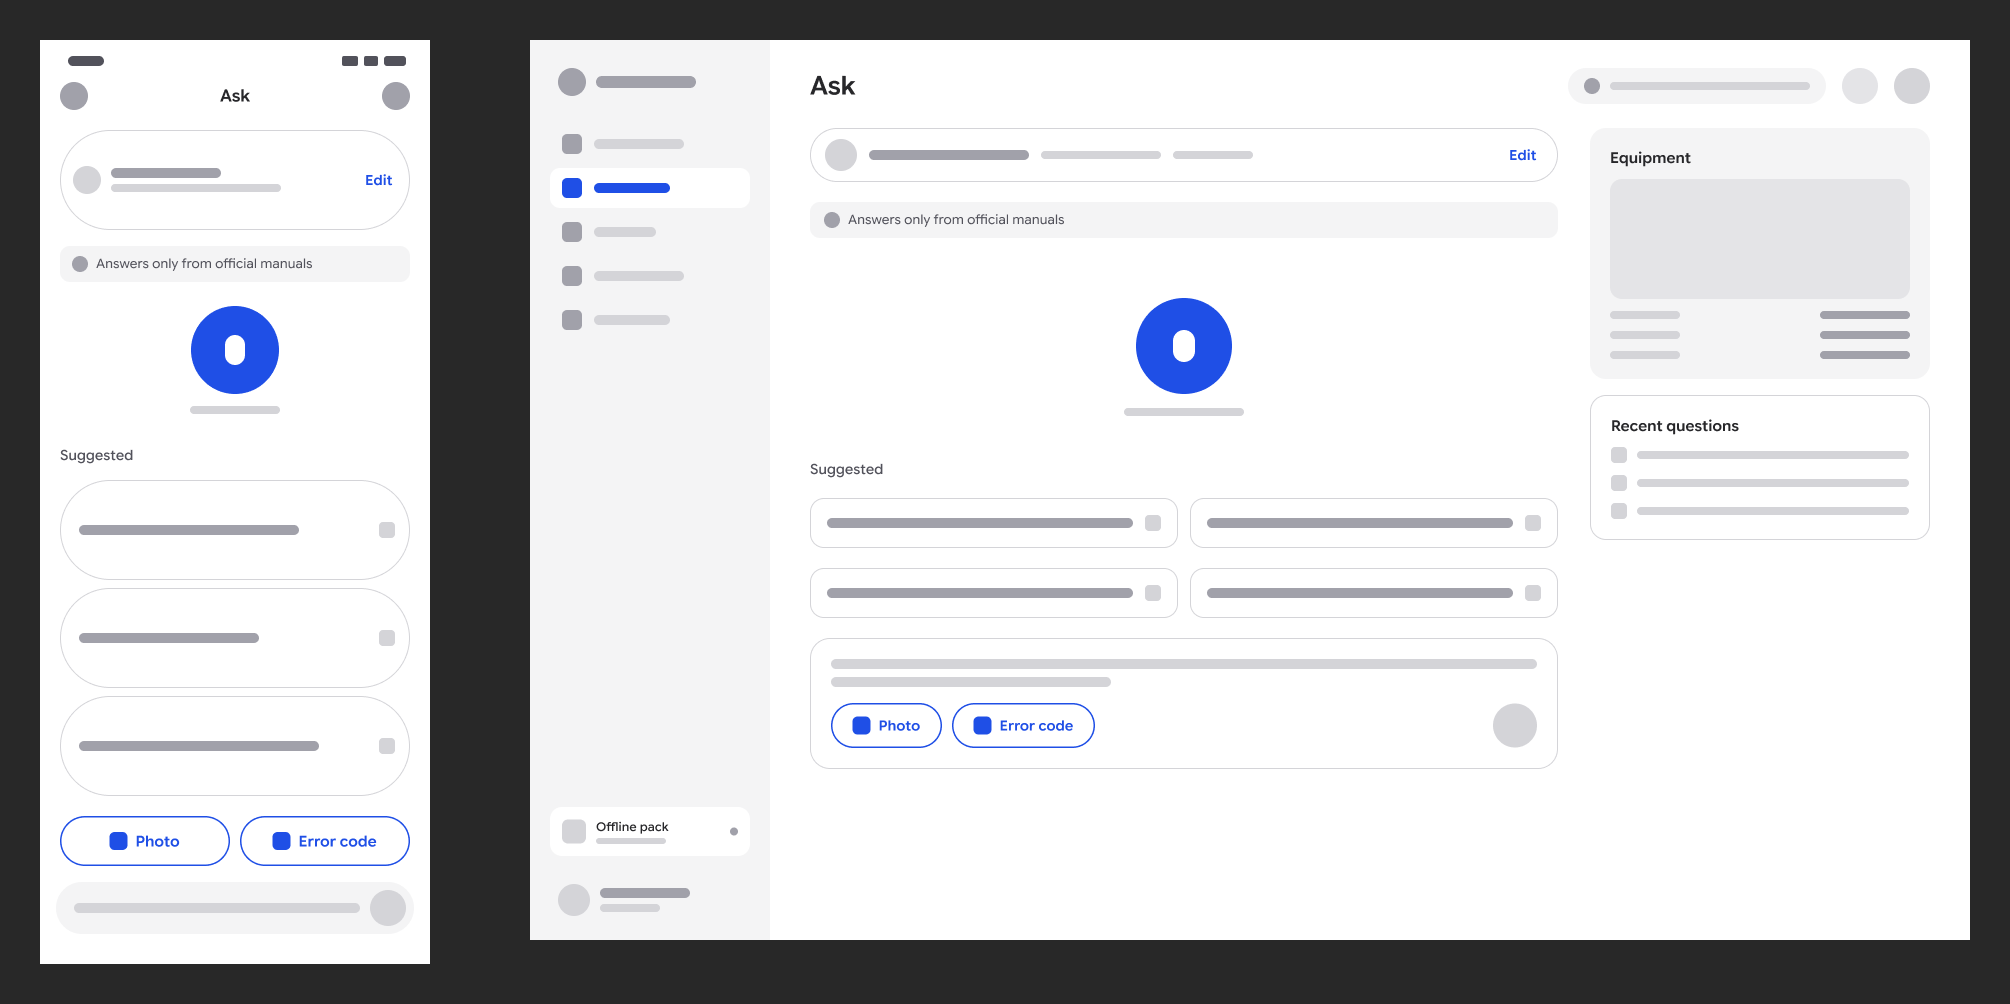 Ask
Edit
Answers only from official manuals
Suggested
Photo
Error code
Ask
Edit
Answers only from official manuals
Suggested
Photo
Error code
Equipment
Recent questions
Offline pack